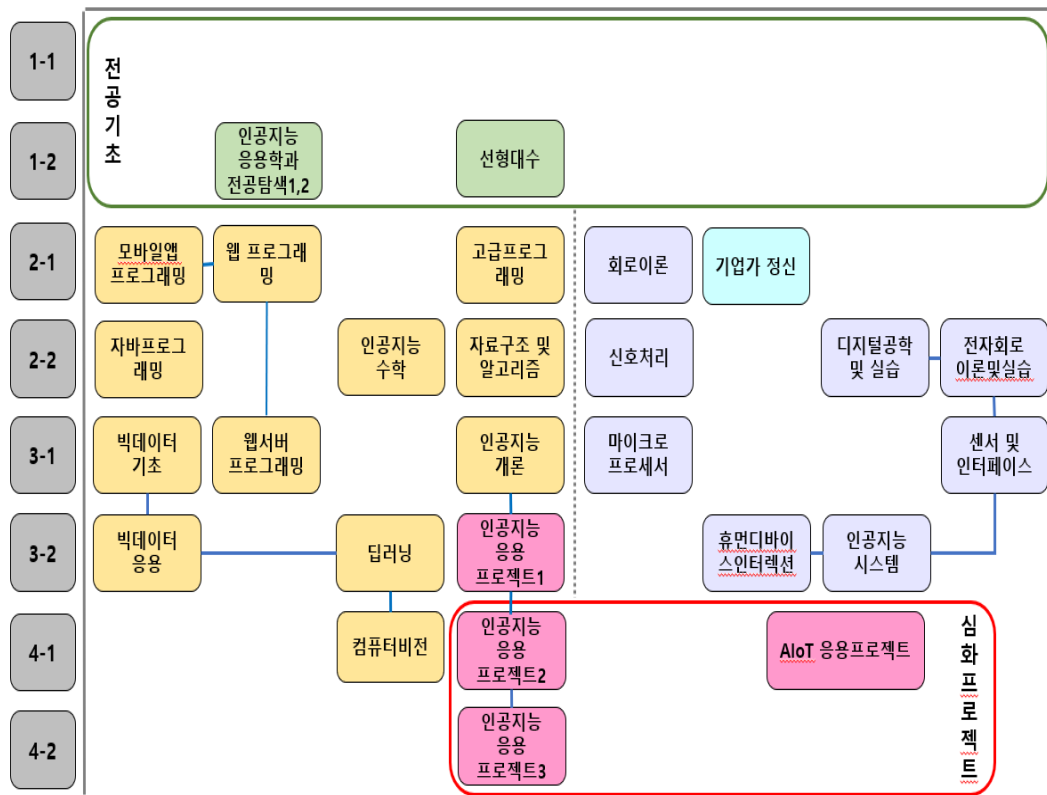 1-1
전
공
기
초
1-2
인공지능
응용학과
전공탐색1,2
선형대수
2-1
모바일앱
프로그래밍
웹 프로그래
밍
고급프로그
래밍
회로이론
기업가 정신
2-2
자바프로그
래밍
인공지능
수학
자료구조 및
알고리즘
신호처리
디지털공학
및 실습
전자회로
이론및실습
3-1
빅데이터
기초
웹서버
프로그래밍
인공지능
개론
마이크로
프로세서
센서 및
인터페이스
3-2
빅데이터
응용
딥러닝
인공지능
응용
프로젝트1
휴먼디바이
스인터렉션
인공지능
시스템
4-1
컴퓨터비전
인공지능
응용
프로젝트2
AIoT 응용프로젝트
심
화
프
로
젝
트
4-2
인공지능
응용
프로젝트3